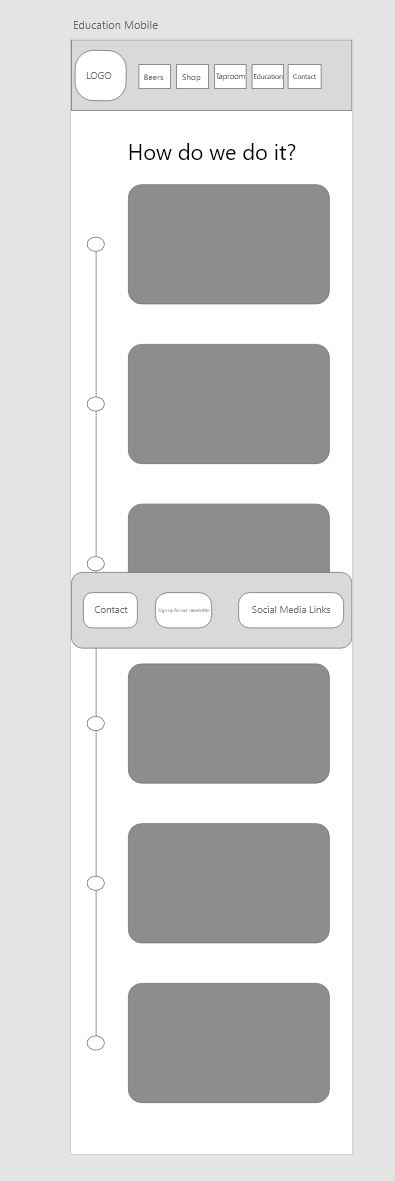 Education Mobile
LOGO
Beers
Shop
Taproom
Education
Contact
How do we do it?
Contact
Sign up for our newsletter
Social Media Links